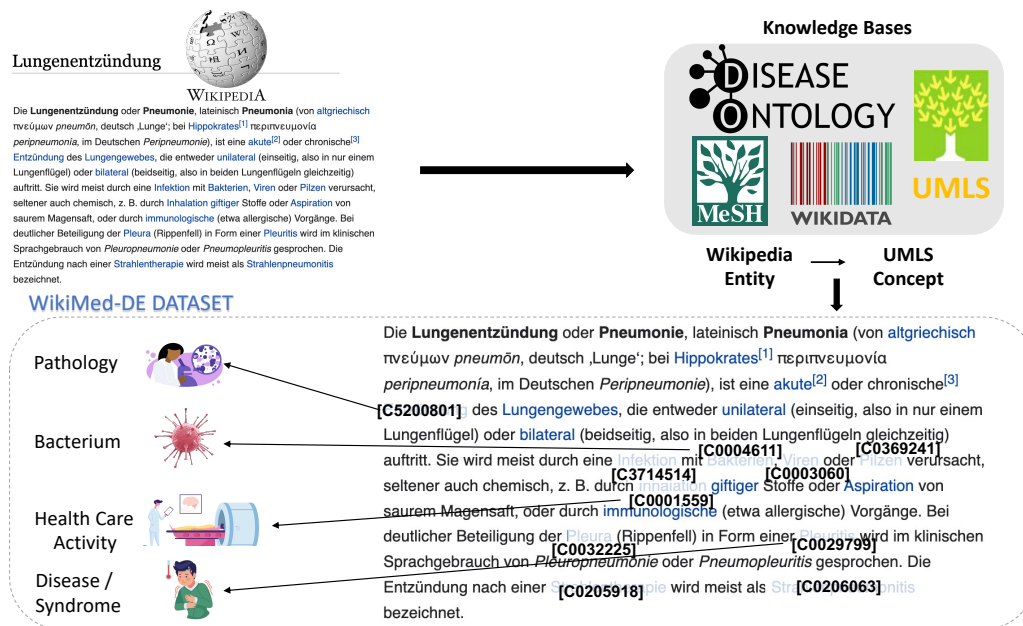 Lungenentzündung
WIKIPEDIA
Die Lungenentzündung oder Pneumonie, lateinisch Pneumonia (von altgriechisch
πνεύμων pneumōn, deutsch ‚Lunge'; bei Hippokrates[1] περιπνευμονία
peripneumonía, im Deutschen Peripneumonie), ist eine akute[2] oder chronische[3]
Entzündung des Lungengewebes, die entweder unilateral (einseitig, also in nur einem
Lungenflügel) oder bilateral (beidseitig, also in beiden Lungenflügeln gleichzeitig)
auftritt. Sie wird meist durch eine Infektion mit Bakterien, Viren oder Pilzen verursacht,
seltener auch chemisch, z. B. durch Inhalation giftiger Stoffe oder Aspiration von
saurem Magensaft, oder durch immunologische (etwa allergische) Vorgänge. Bei
deutlicher Beteiligung der Pleura (Rippenfell) in Form einer Pleuritis wird im klinischen
Sprachgebrauch von Pleuropneumonie oder Pneumopleuritis gesprochen. Die
Entzündung nach einer Strahlentherapie wird meist als Strahlenpneumonitis
bezeichnet.
Knowledge Bases
DISEASE
ONTOLOGY
MeSH
WIKIDATA
UMLS
Wikipedia
Entity
UMLS
Concept
WikiMed-DE DATASET
Pathology
Bacterium
Health Care
Activity
Disease /
Syndrome
Die Lungenentzündung oder Pneumonie, lateinisch Pneumonia (von altgriechisch
πνεύμων pneumōn, deutsch ‚Lunge'; bei Hippokrates[1] περιπνευμονία
peripneumonía, im Deutschen Peripneumonie), ist eine akute[2] oder chronische[3]
[C5200801] des Lungengewebes, die entweder unilateral (einseitig, also in nur einem
Lungenflügel) oder bilateral (beidseitig, also in beiden Lungenflügeln gleichzeitig)
[C0004611] [C0369241]
auftritt. Sie wird meist durch eine Infektion mit Bakterien, Viren oder Pilzen verursacht,
[C3714514] [C0003060]
seltener auch chemisch, z. B. durch Inhalation giftiger Stoffe oder Aspiration von
[C0001559]
saurem Magensaft, oder durch immunologische (etwa allergische) Vorgänge. Bei
deutlicher Beteiligung der Pleura (Rippenfell) in Form einer Pleuritis wird im klinischen
[C0032225] [C0029799]
Sprachgebrauch von Pleuropneumonie oder Pneumopleuritis gesprochen. Die
Entzündung nach einer Strahlentherapie wird meist als Strahlenpneumonitis
[C0205918] [C0206063]
bezeichnet.